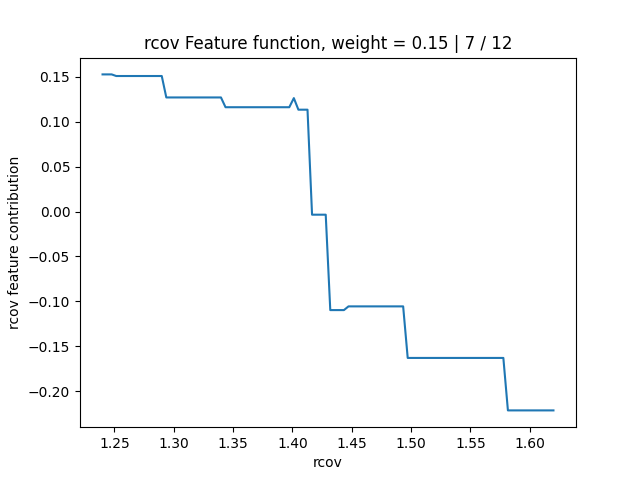 rcov Feature function, weight = 0.15 | 7 / 12
rcov feature contribution
0.15
0.10
0.05
0.00
−0.05
−0.10
−0.15
−0.20
1.25 1.30 1.35 1.40 1.45 1.50 1.55 1.60
rcov